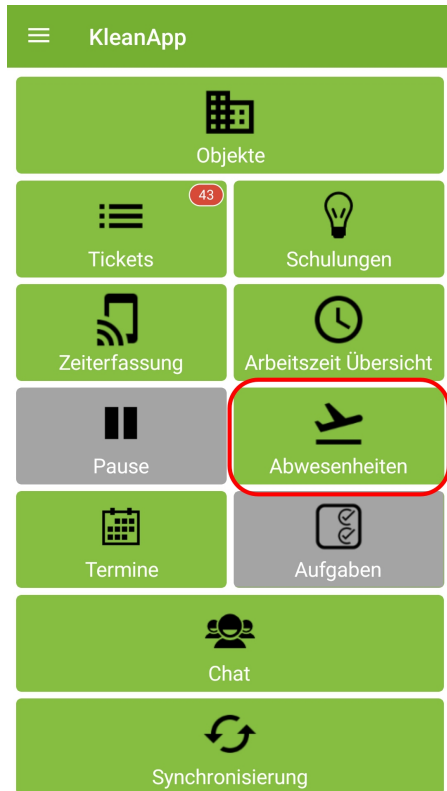 KleanApp
Objekte
43
Tickets
Schulungen
Zeiterfassung
Arbeitszeit Übersicht
Pause
Abwesenheiten
Termine
Aufgaben
Chat
Synchronisierung